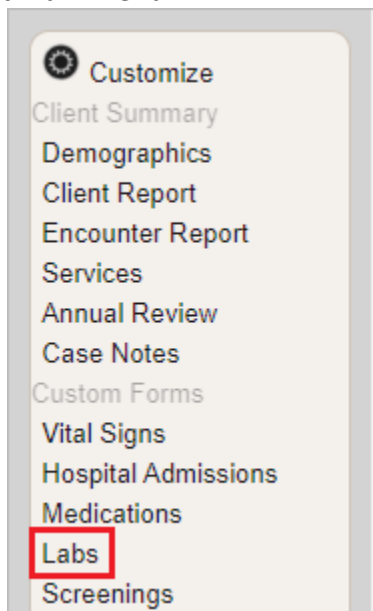 Customize
Client Summary
Demographics
Client Report
Encounter Report
Services
Annual Review
Case Notes
Custom Forms
Vital Signs
Hospital Admissions
Medications
Labs
Screenings